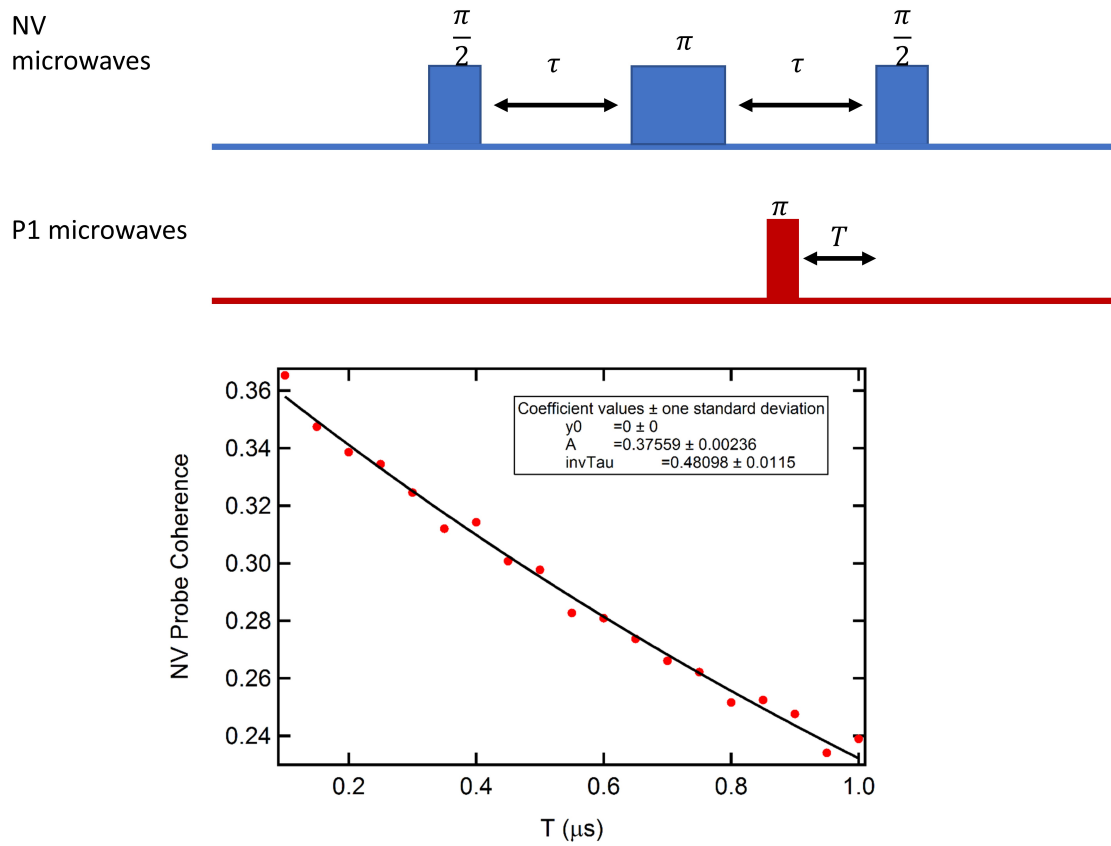 NV
microwaves
π/2
τ
π
τ
π/2
P1 microwaves
π
T
0.36
0.34
0.32
0.30
0.28
0.26
0.24
NV Probe Coherence
Coefficient values ± one standard deviation
y0 =0 ± 0
A =0.37559 ± 0.00236
invTau =0.48098 ± 0.0115
0.2 0.4 0.6 0.8 1.0
T (μs)